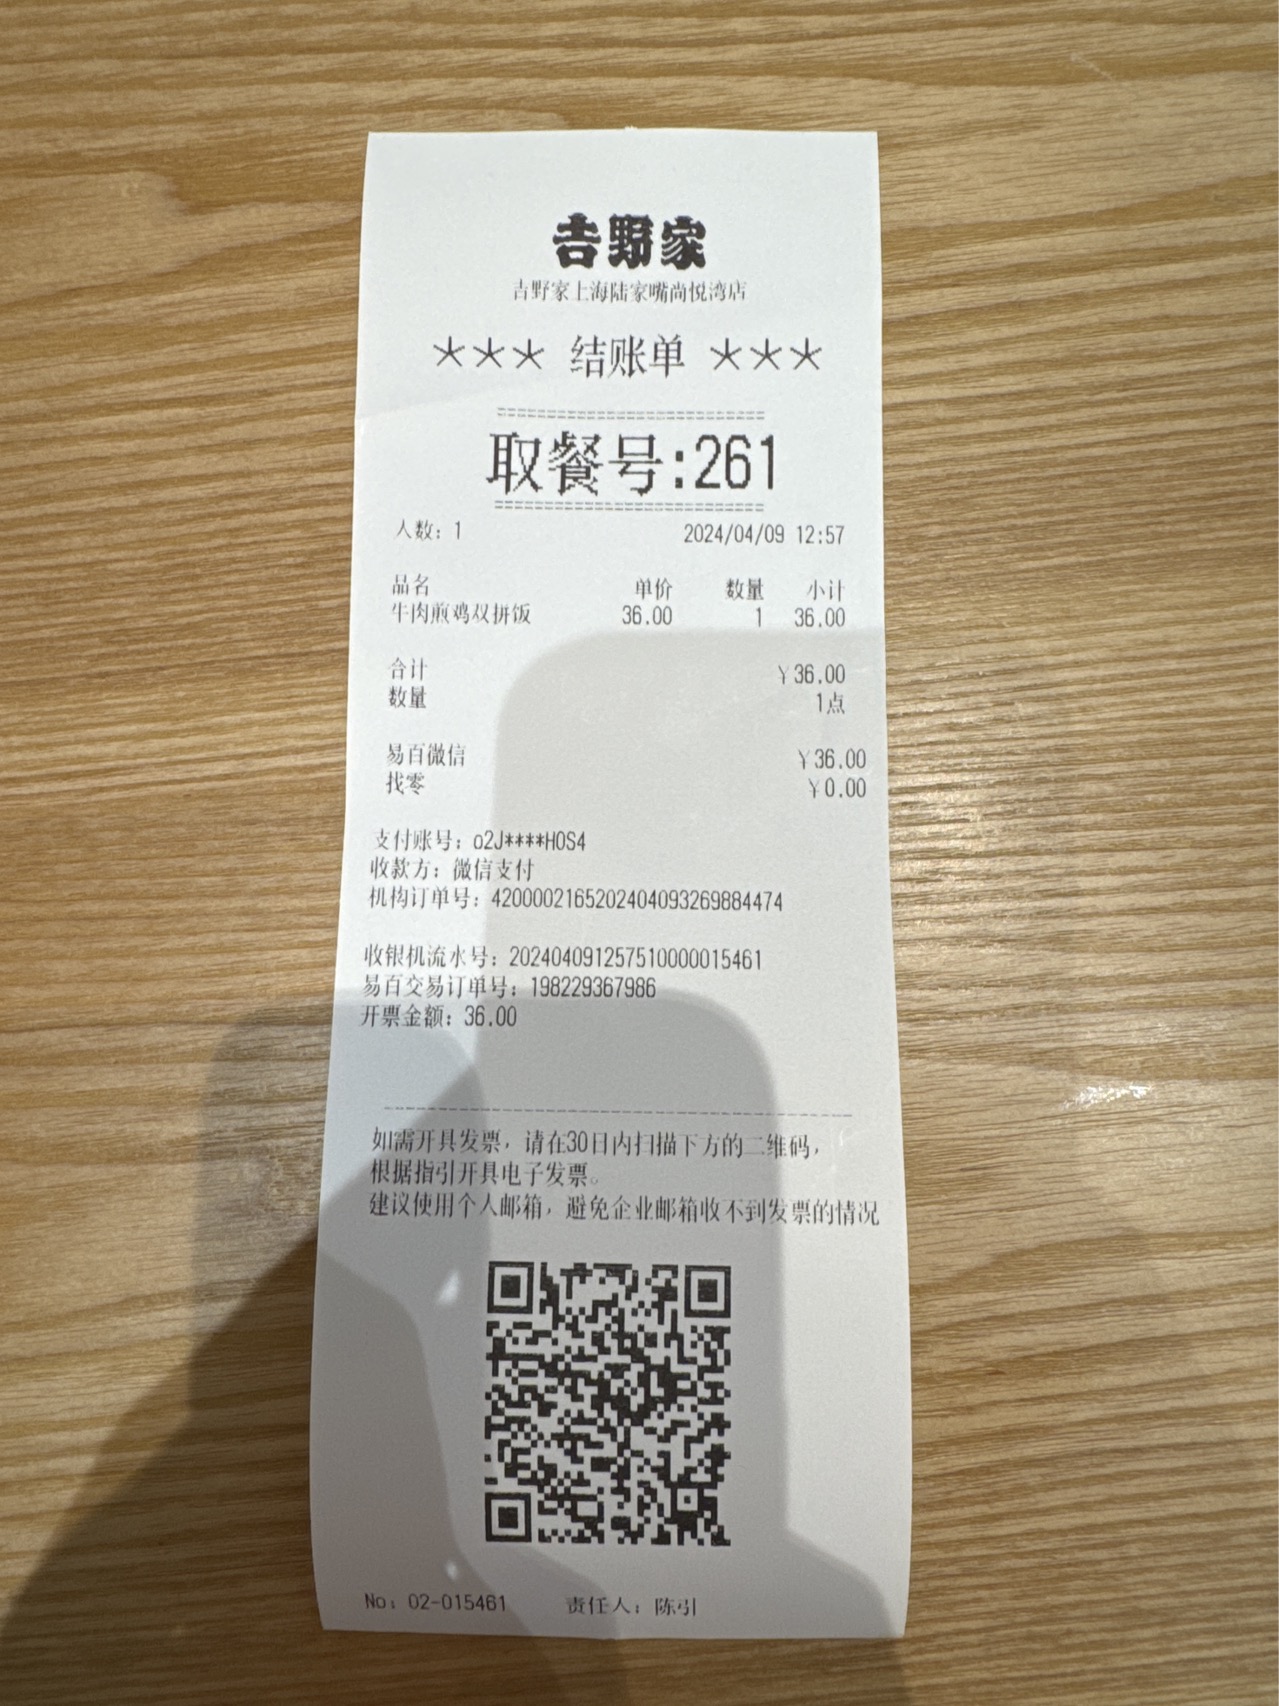 吉野家
吉野家上海陆家嘴尚悦湾店
*** 结账单 ***
============================
取餐号:261
============================
人数: 1 2024/04/09 12:57
品名 单价 数量 小计
牛肉煎鸡双拼饭 36.00 1 36.00
合计 ¥36.00
数量 1点
易百微信 ¥36.00
找零 ¥0.00
支付账号: o2J****HOS4
收款方: 微信支付
机构订单号: 4200002165202404093269884474
收银机流水号: 202404091257510000015461
易百交易订单号: 198229367986
开票金额: 36.00
如需开具发票，请在30日内扫描下方的二维码，
根据指引开具电子发票。
建议使用个人邮箱，避免企业邮箱收不到发票的情况
No: 02-015461 责任人: 陈引